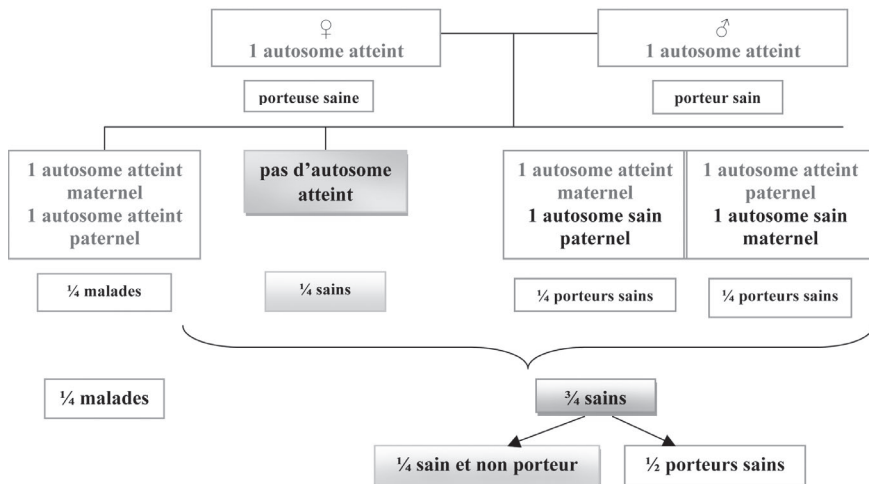 ♀
1 autosome atteint
♂
1 autosome atteint
porteuse saine
porteur sain
1 autosome atteint
maternel
1 autosome atteint
paternel
pas d’autosome
atteint
1 autosome atteint
maternel
1 autosome sain
paternel
1 autosome atteint
paternel
1 autosome sain
maternel
¼ malades
¼ sains
¼ porteurs sains
¼ porteurs sains
¼ malades
¾ sains
¼ sain et non porteur
½ porteurs sains